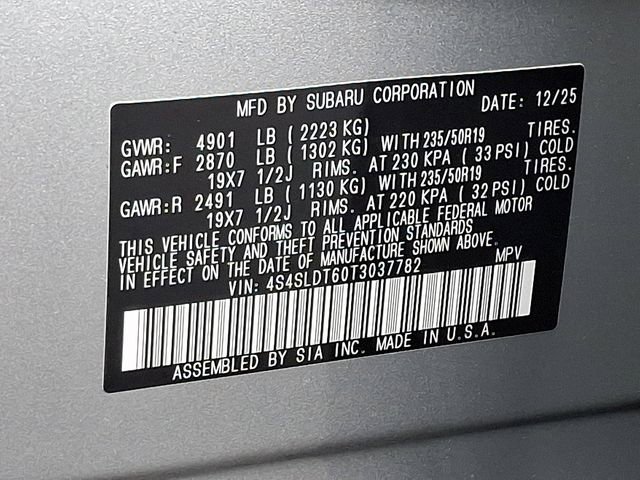 MFD BY SUBARU CORPORATION DATE: 12/25
GVWR: 4901 LB (2223 KG)
GAWR:F 2870 LB (1302 KG) WITH 235/50R19 TIRES.
19X7 1/2J RIMS. AT 230 KPA (33 PSI) COLD
GAWR:R 2491 LB (1130 KG) WITH 235/50R19 TIRES.
19X7 1/2J RIMS. AT 220 KPA (32 PSI) COLD
THIS VEHICLE CONFORMS TO ALL APPLICABLE FEDERAL MOTOR
VEHICLE SAFETY AND THEFT PREVENTION STANDARDS
IN EFFECT ON THE DATE OF MANUFACTURE SHOWN ABOVE.
VIN: 4S4SLDT60T3037782 MPV
ASSEMBLED BY SIA INC. MADE IN U.S.A.